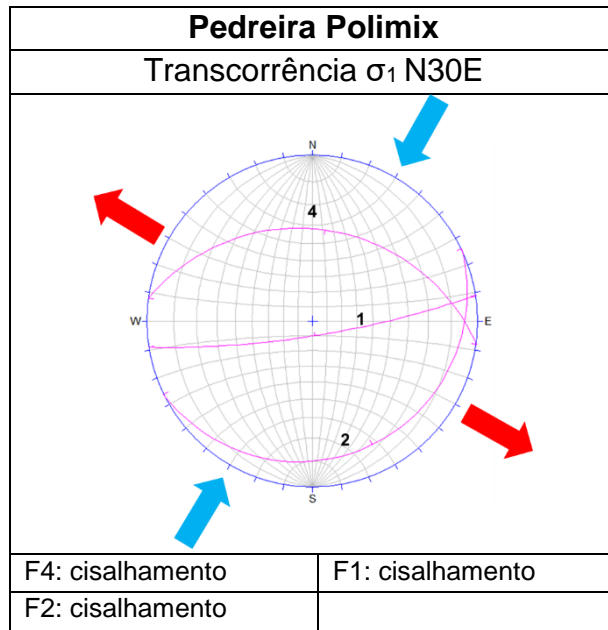 Pedreira Polimix
Transcorrência σ₁ N30E
N
4
W
1
E
2
S
F4: cisalhamento
F1: cisalhamento
F2: cisalhamento